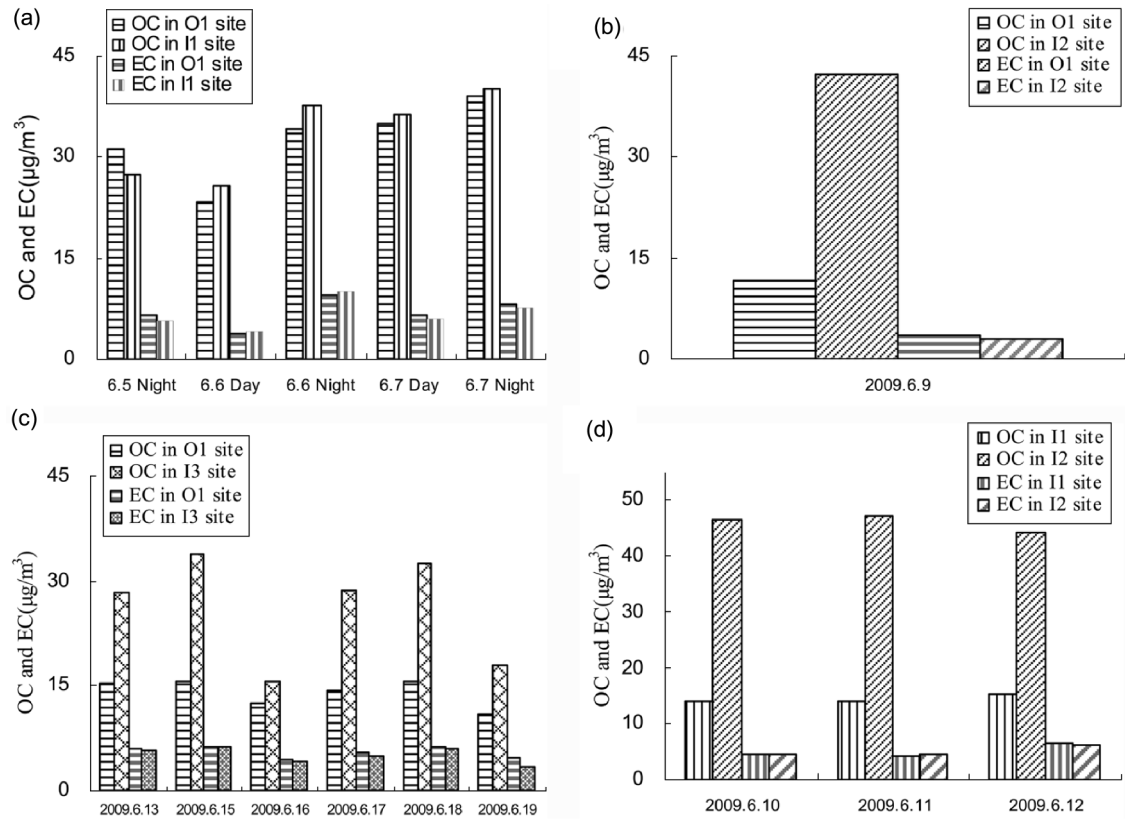 (a)
OC in O1 site
OC in I1 site
EC in O1 site
EC in I1 site
OC and EC(μg/m³)
45
30
15
0
6.5 Night 6.6 Day 6.6 Night 6.7 Day 6.7 Night
(b)
OC in O1 site
OC in I2 site
EC in O1 site
EC in I2 site
OC and EC(μg/m³)
45
30
15
0
2009.6.9
(c)
OC in O1 site
OC in I3 site
EC in O1 site
EC in I3 site
OC and EC(μg/m³)
45
30
15
0
2009.6.13 2009.6.15 2009.6.16 2009.6.17 2009.6.18 2009.6.19
(d)
OC in I1 site
OC in I2 site
EC in I1 site
EC in I2 site
OC and EC(μg/m³)
50
40
30
20
10
0
2009.6.10 2009.6.11 2009.6.12